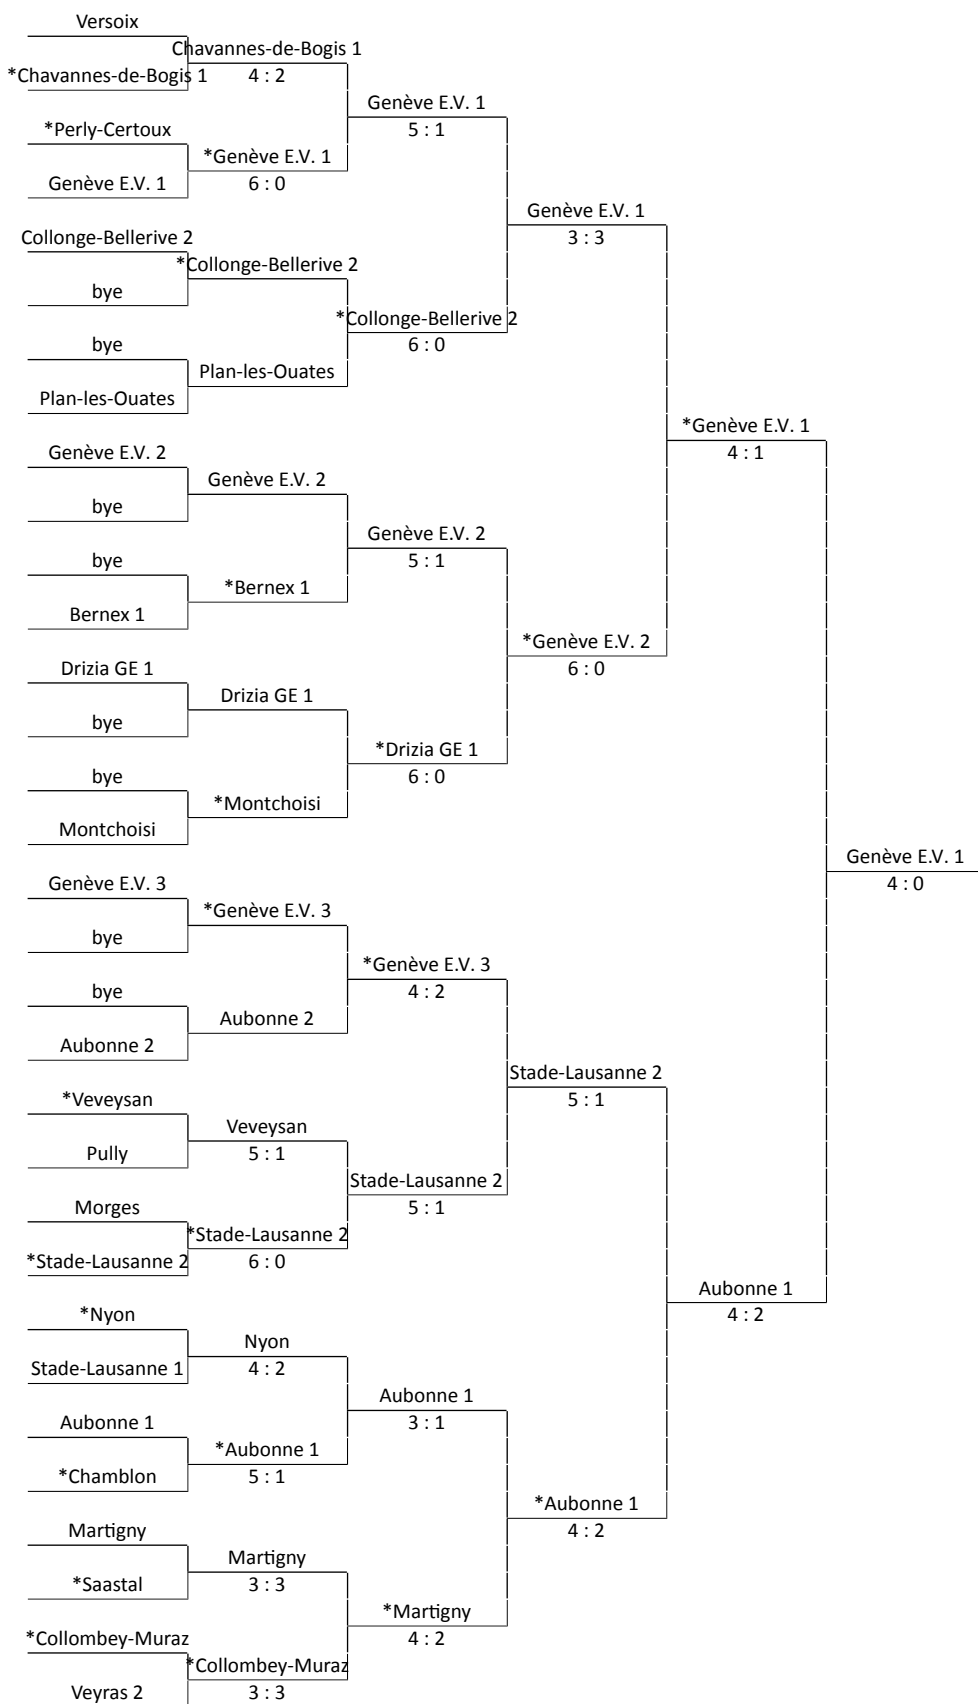 Versoix
Chavannes-de-Bogis 1
*Chavannes-de-Bogis 1
4 : 2
Genève E.V. 1
5 : 1
*Perly-Certoux
*Genève E.V. 1
Genève E.V. 1
6 : 0
Genève E.V. 1
3 : 3
Collonge-Bellerive 2
*Collonge-Bellerive 2
bye
*Collonge-Bellerive 2
6 : 0
bye
Plan-les-Ouates
Plan-les-Ouates
*Genève E.V. 1
4 : 1
Genève E.V. 2
Genève E.V. 2
bye
Genève E.V. 2
5 : 1
bye
*Bernex 1
Bernex 1
*Genève E.V. 2
6 : 0
Drizia GE 1
Drizia GE 1
bye
*Drizia GE 1
6 : 0
bye
*Montchoisi
Montchoisi
Genève E.V. 1
4 : 0
Genève E.V. 3
*Genève E.V. 3
bye
*Genève E.V. 3
4 : 2
bye
Aubonne 2
Aubonne 2
Stade-Lausanne 2
5 : 1
*Veveysan
Veveysan
Pully
5 : 1
Stade-Lausanne 2
5 : 1
Morges
*Stade-Lausanne 2
*Stade-Lausanne 2
6 : 0
Aubonne 1
4 : 2
*Nyon
Nyon
Stade-Lausanne 1
4 : 2
Aubonne 1
3 : 1
Aubonne 1
*Aubonne 1
*Chamblon
5 : 1
*Aubonne 1
4 : 2
Martigny
Martigny
*Saastal
3 : 3
*Martigny
4 : 2
*Collombey-Muraz
*Collombey-Muraz
Veyras 2
3 : 3